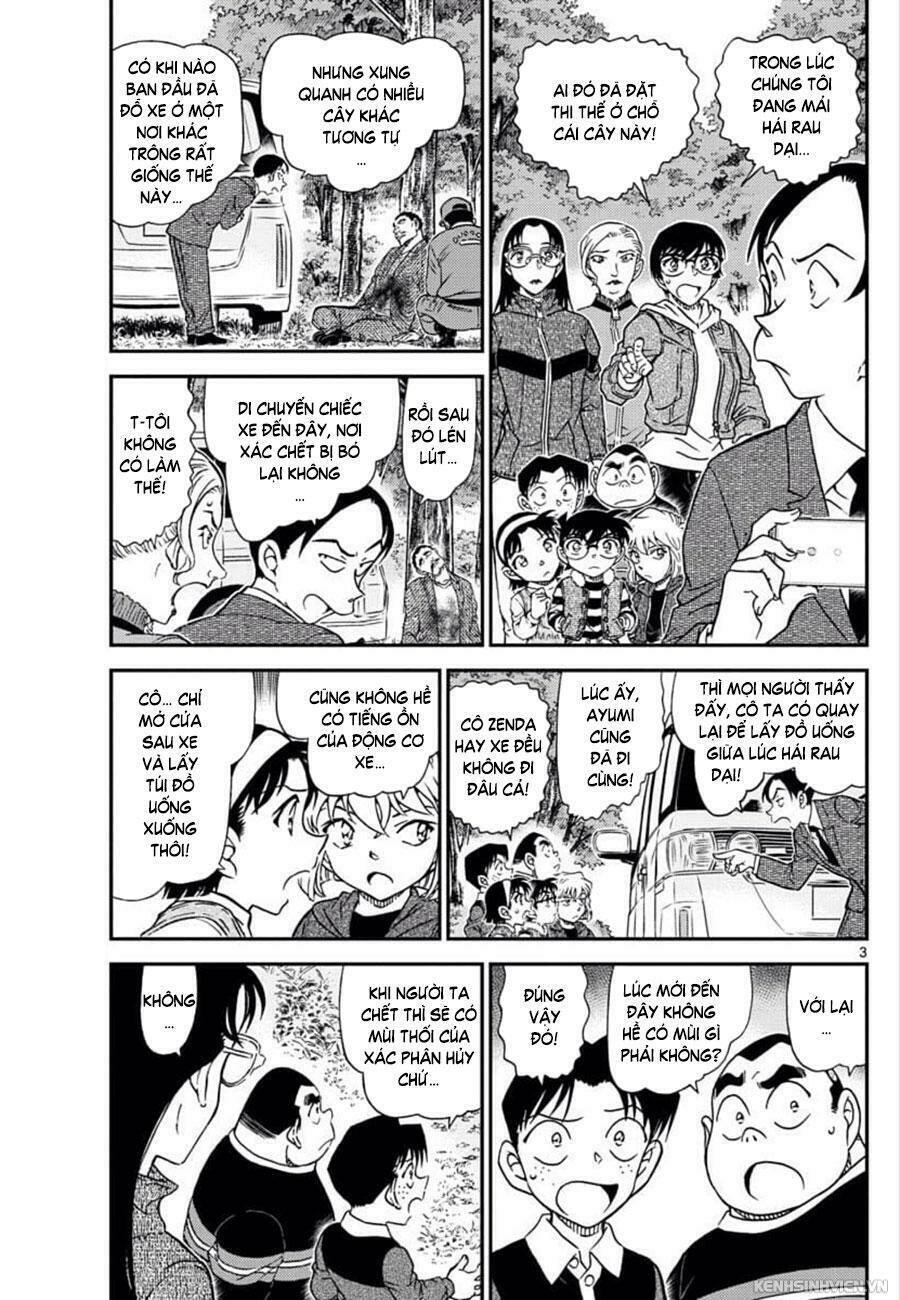 TRONG LÚC
CHÚNG TÔI
ĐANG MẢI
HÁI RAU
DẠI...
AI ĐÓ ĐÃ ĐẶT
THI THỂ Ở CHỖ
CÁI CÂY NÀY!
NHƯNG XUNG
QUANH CÓ NHIỀU
CÂY KHÁC
TƯƠNG TỰ
...
CÓ KHI NÀO
BAN ĐẦU ĐÃ
ĐỖ XE Ở MỘT
NƠI KHÁC
TRÔNG RẤT
GIỐNG THẾ
NÀY...
RỒI SAU
ĐÓ LÉN
LÚT...
DI CHUYỂN CHIẾC
XE ĐẾN ĐÂY, NƠI
XÁC CHẾT BỊ BỎ
LẠI KHÔNG
...
T-TÔI
KHÔNG
CÓ LÀM
THẾ!
THÌ MỌI NGƯỜI THẤY
ĐẤY, CÔ TA CÓ QUAY
LẠI ĐỂ LẤY ĐỒ UỐNG
GIỮA LÚC HÁI RAU
DẠI!
LÚC ẤY,
AYUMI
CŨNG
ĐÃ ĐI
CÙNG!
CÔ ZENDA
HAY XE ĐỀU
KHÔNG ĐI
ĐÂU CẢ!
CŨNG KHÔNG HỀ
CÓ TIẾNG ỒN
CỦA ĐỘNG CƠ
XE...
CÔ... CHỈ
MỞ CỬA
SAU XE
VÀ LẤY
TÚI ĐỒ
UỐNG
XUỐNG
THÔI!
3
VỚI LẠI
...
LÚC MỚI ĐẾN
ĐÂY KHÔNG
HỀ CÓ MÙI GÌ
PHẢI KHÔNG?
ĐÚNG
VẬY
ĐÓ!
KHI NGƯỜI TA
CHẾT THÌ SẼ CÓ
MÙI THỐI CỦA
XÁC PHÂN HỦY
CHỨ...
KHÔNG
...
KENHSINHVIEN.VN